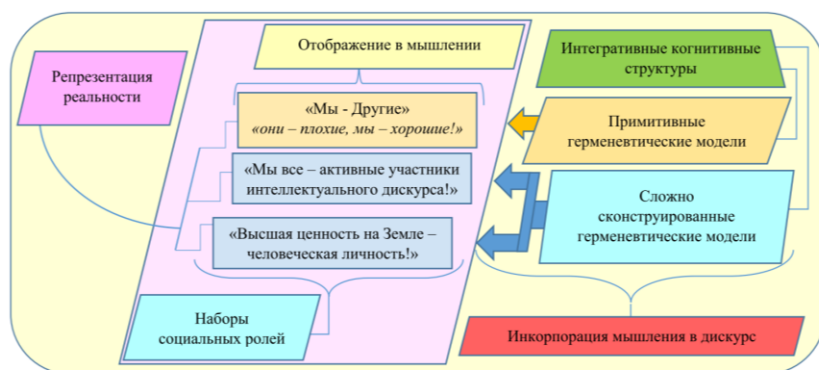 Отображение в мышлении
Репрезентация
реальности
Интегративные когнитивные
структуры
«Мы - Другие»
«они – плохие, мы – хорошие!»
Примитивные
герменевтические модели
«Мы все – активные участники
интеллектуального дискурса!»
Сложно
сконструированные
герменевтические модели
«Высшая ценность на Земле –
человеческая личность!»
Наборы
социальных ролей
Инкорпорация мышления в дискурс